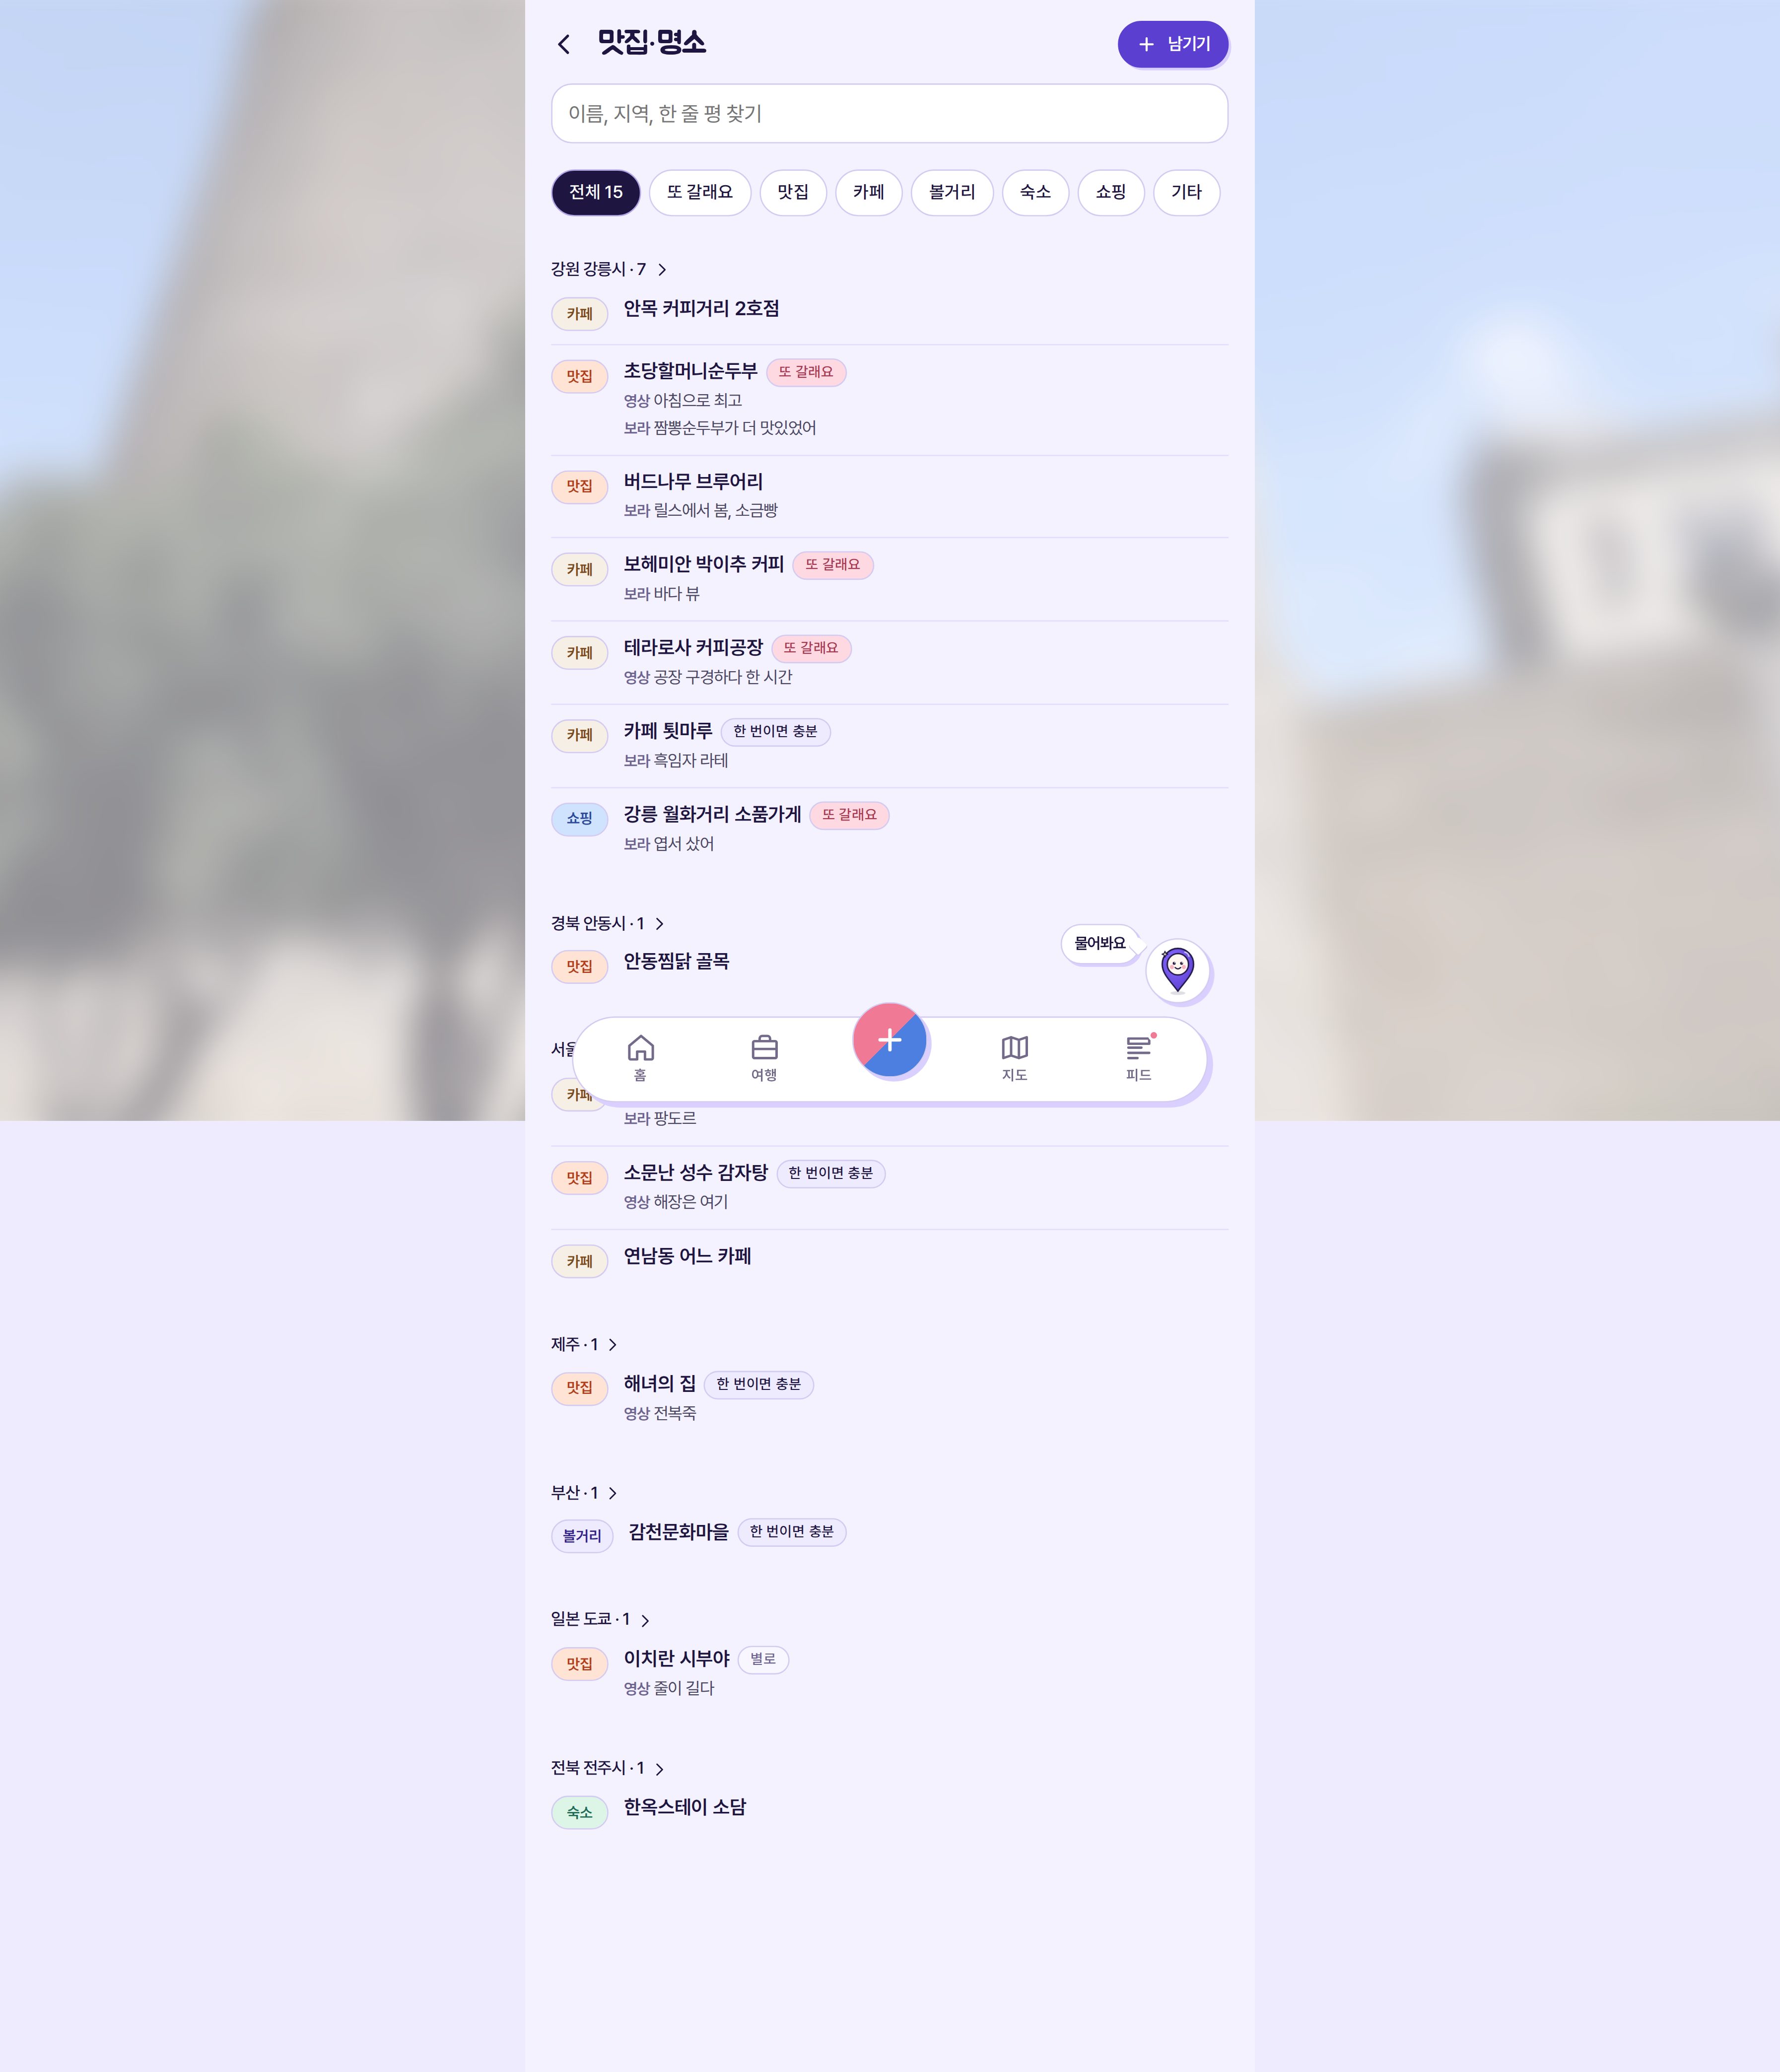 맛집·명소
+ 남기기
이름, 지역, 한 줄 평 찾기
전체 15 또 갈래요 맛집 카페 볼거리 숙소 쇼핑 기타
강원 강릉시 · 7
카페 안목 커피거리 2호점
맛집 초당할머니순두부 또 갈래요
영상 아침으로 최고
보라 짬뽕순두부가 더 맛있었어
맛집 버드나무 브루어리
보라 릴스에서 봄, 소금빵
카페 보헤미안 박이추 커피 또 갈래요
보라 바다 뷰
카페 테라로사 커피공장 또 갈래요
영상 공장 구경하다 한 시간
카페 카페 툇마루 한 번이면 충분
보라 흑임자 라테
쇼핑 강릉 월화거리 소품가게 또 갈래요
보라 엽서 샀어
경북 안동시 · 1
물어봐요
맛집 안동찜닭 골목
서울
홈 여행 지도 피드
카페
보라 팡도르
맛집 소문난 성수 감자탕 한 번이면 충분
영상 해장은 여기
카페 연남동 어느 카페
제주 · 1
맛집 해녀의 집 한 번이면 충분
영상 전복죽
부산 · 1
볼거리 감천문화마을 한 번이면 충분
일본 도쿄 · 1
맛집 이치란 시부야 별로
영상 줄이 길다
전북 전주시 · 1
숙소 한옥스테이 소담